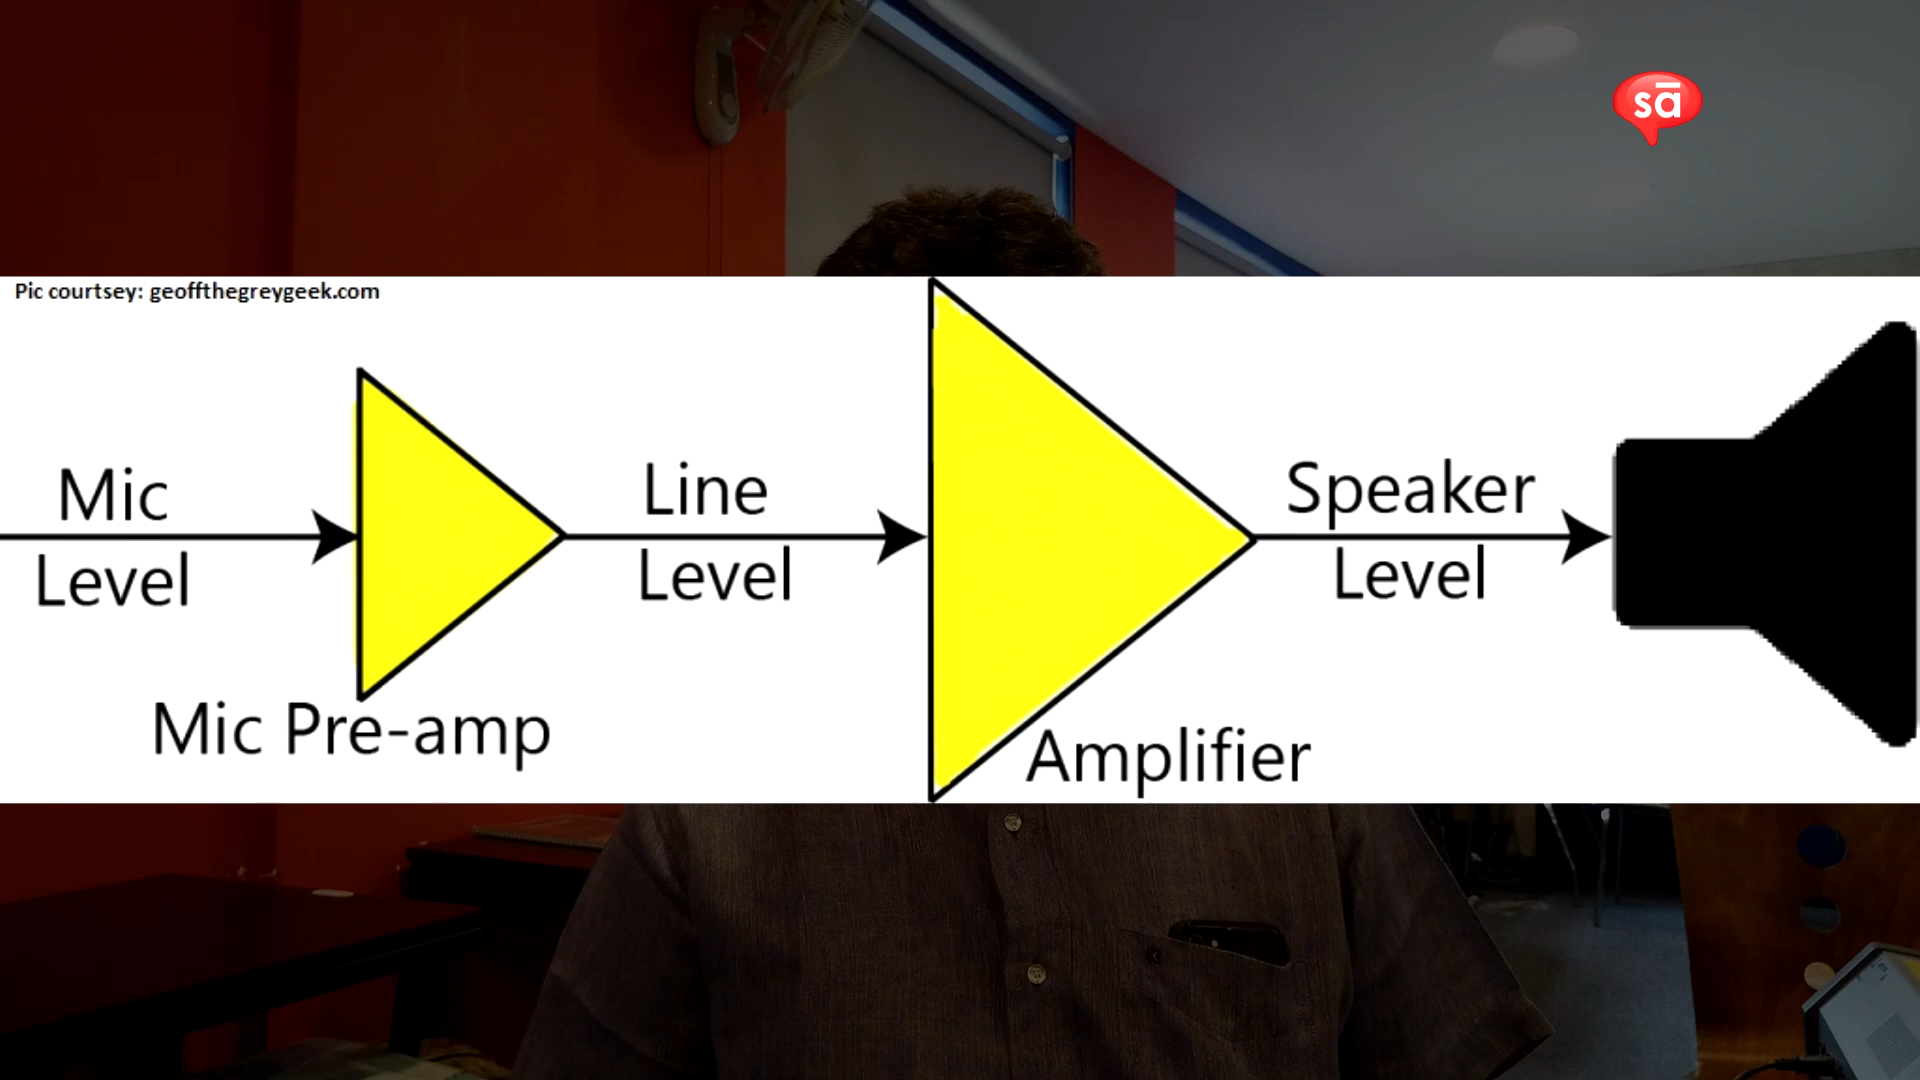 sā
Pic courtsey: geoffthegreygeek.com
Mic
Level
Line
Level
Speaker
Level
Mic Pre-amp
Amplifier